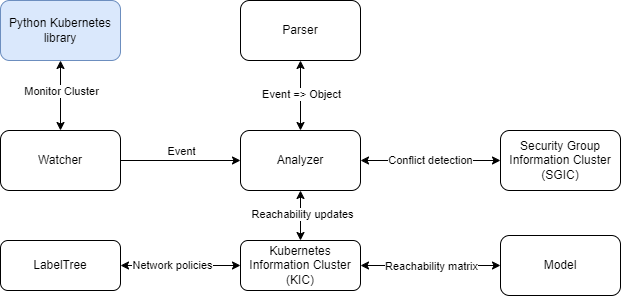 Python Kubernetes
library
Parser
Monitor Cluster
Event => Object
Watcher
Event
Analyzer
Conflict detection
Security Group
Information Cluster
(SGIC)
Reachability updates
LabelTree
Network policies
Kubernetes
Information Cluster
(KIC)
Reachability matrix
Model